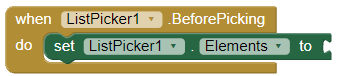 when ListPicker1 .BeforePicking
do set ListPicker1 . Elements to